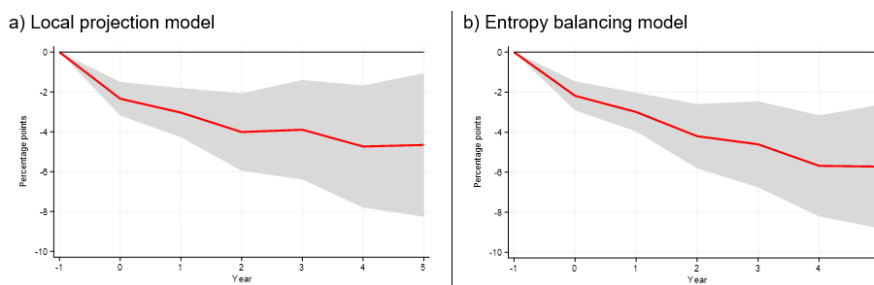 a) Local projection model
0
-2
-4
-6
-8
-10
Percentage points
-1 0 1 2 3 4 5
Year
b) Entropy balancing model
0
-2
-4
-6
-8
-10
Percentage points
-1 0 1 2 3 4
Year